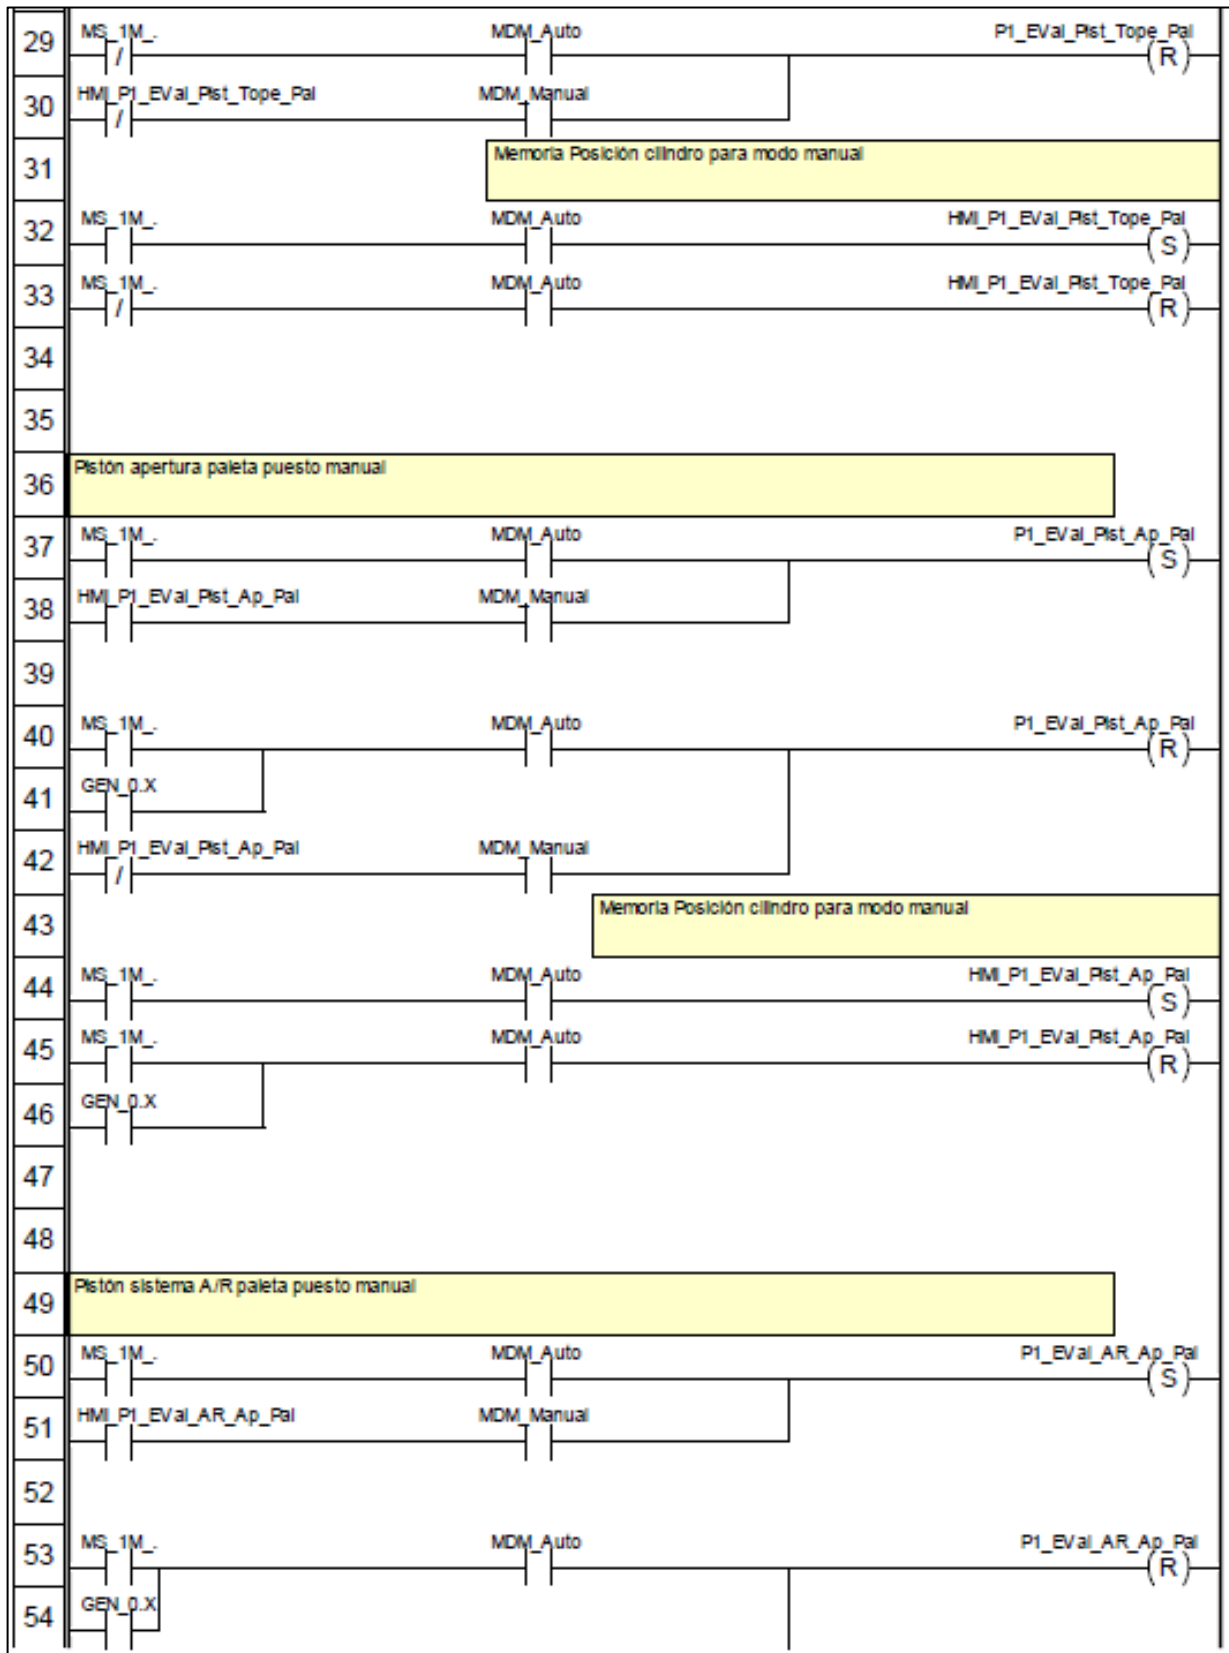 29 MS_1M_. MDM_Auto P1_EVal_Pist_Tope_Pal
/ (R)
30 HMI_P1_EVal_Pist_Tope_Pal MDM_Manual
/
31 Memoria Posición cilindro para modo manual
32 MS_1M_. MDM_Auto HMI_P1_EVal_Pist_Tope_Pal
(S)
33 MS_1M_. MDM_Auto HMI_P1_EVal_Pist_Tope_Pal
/ (R)
34
35
36 Pistón apertura paleta puesto manual
37 MS_1M_. MDM_Auto P1_EVal_Pist_Ap_Pal
(S)
38 HMI_P1_EVal_Pist_Ap_Pal MDM_Manual
39
40 MS_1M_. MDM_Auto P1_EVal_Pist_Ap_Pal
(R)
41 GEN_0.X
42 HMI_P1_EVal_Pist_Ap_Pal MDM_Manual
/
43 Memoria Posición cilindro para modo manual
44 MS_1M_. MDM_Auto HMI_P1_EVal_Pist_Ap_Pal
(S)
45 MS_1M_. MDM_Auto HMI_P1_EVal_Pist_Ap_Pal
(R)
46 GEN_0.X
47
48
49 Pistón sistema A/R paleta puesto manual
50 MS_1M_. MDM_Auto P1_EVal_AR_Ap_Pal
(S)
51 HMI_P1_EVal_AR_Ap_Pal MDM_Manual
52
53 MS_1M_. MDM_Auto P1_EVal_AR_Ap_Pal
(R)
54 GEN_0.X